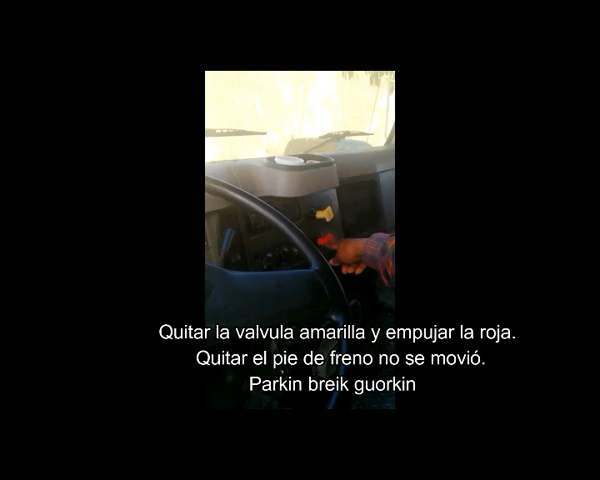 Quitar la valvula amarilla y empujar la roja.
Quitar el pie de freno no se movió.
Parkin breik guorkin